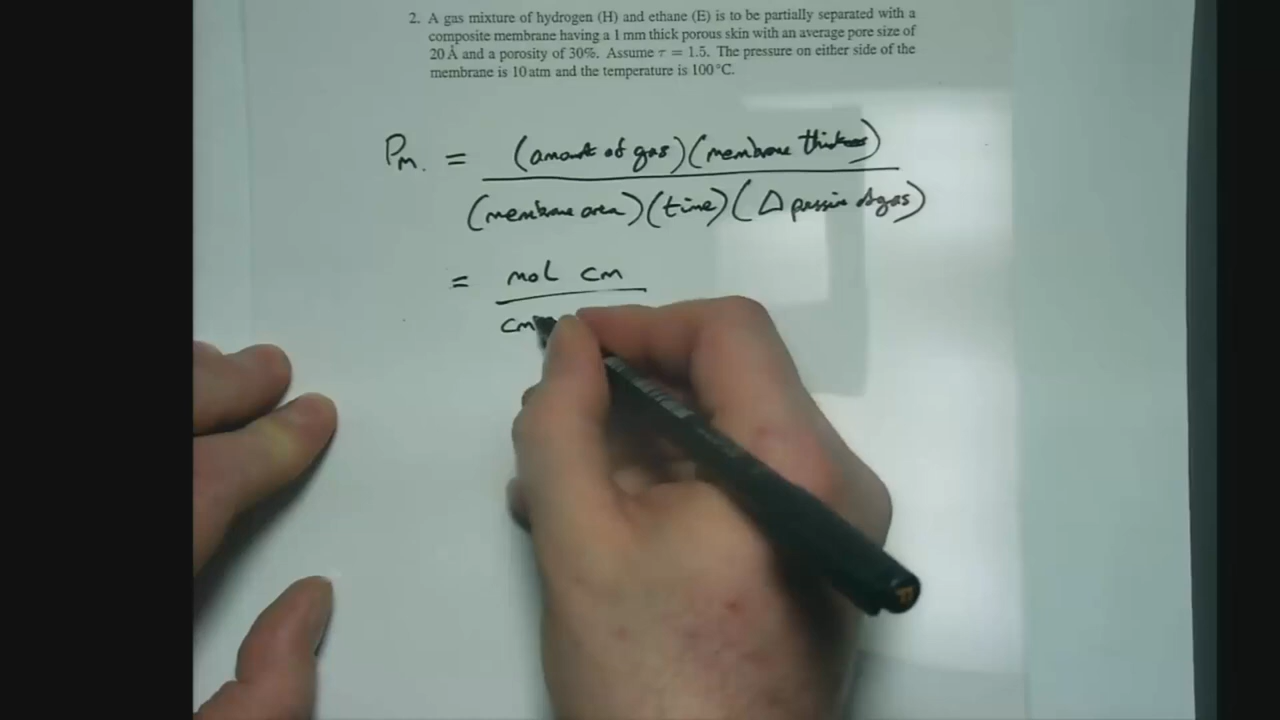 2. A gas mixture of hydrogen (H) and ethane (E) is to be partially separated with a
composite membrane having a 1 mm thick porous skin with an average pore size of
20 Å and a porosity of 30%. Assume τ = 1.5. The pressure on either side of the
membrane is 10 atm and the temperature is 100°C.
Pm. = (amount of gas)(membrane thickness)
(membrane area)(time)(Δ pressure of gas)
= mol cm
cm